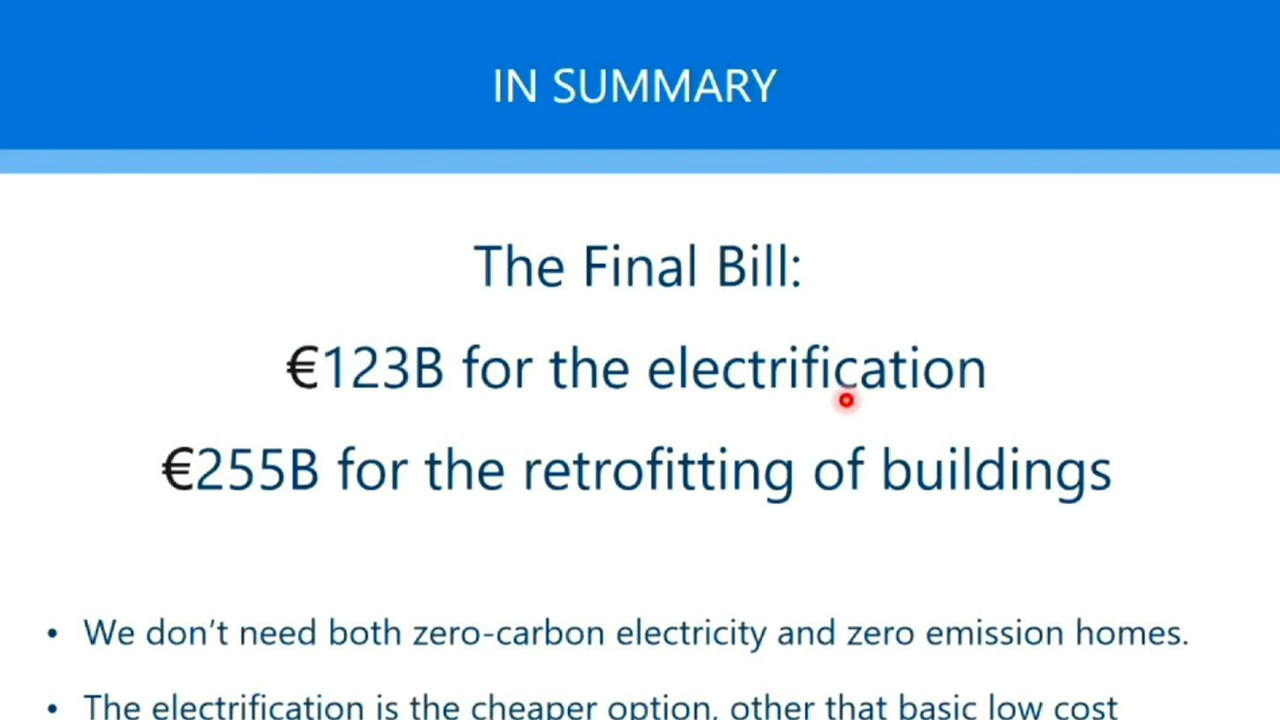 IN SUMMARY
The Final Bill:
€123B for the electrification
€255B for the retrofitting of buildings
• We don’t need both zero-carbon electricity and zero emission homes.
• The electrification is the cheaper option, other that basic low cost